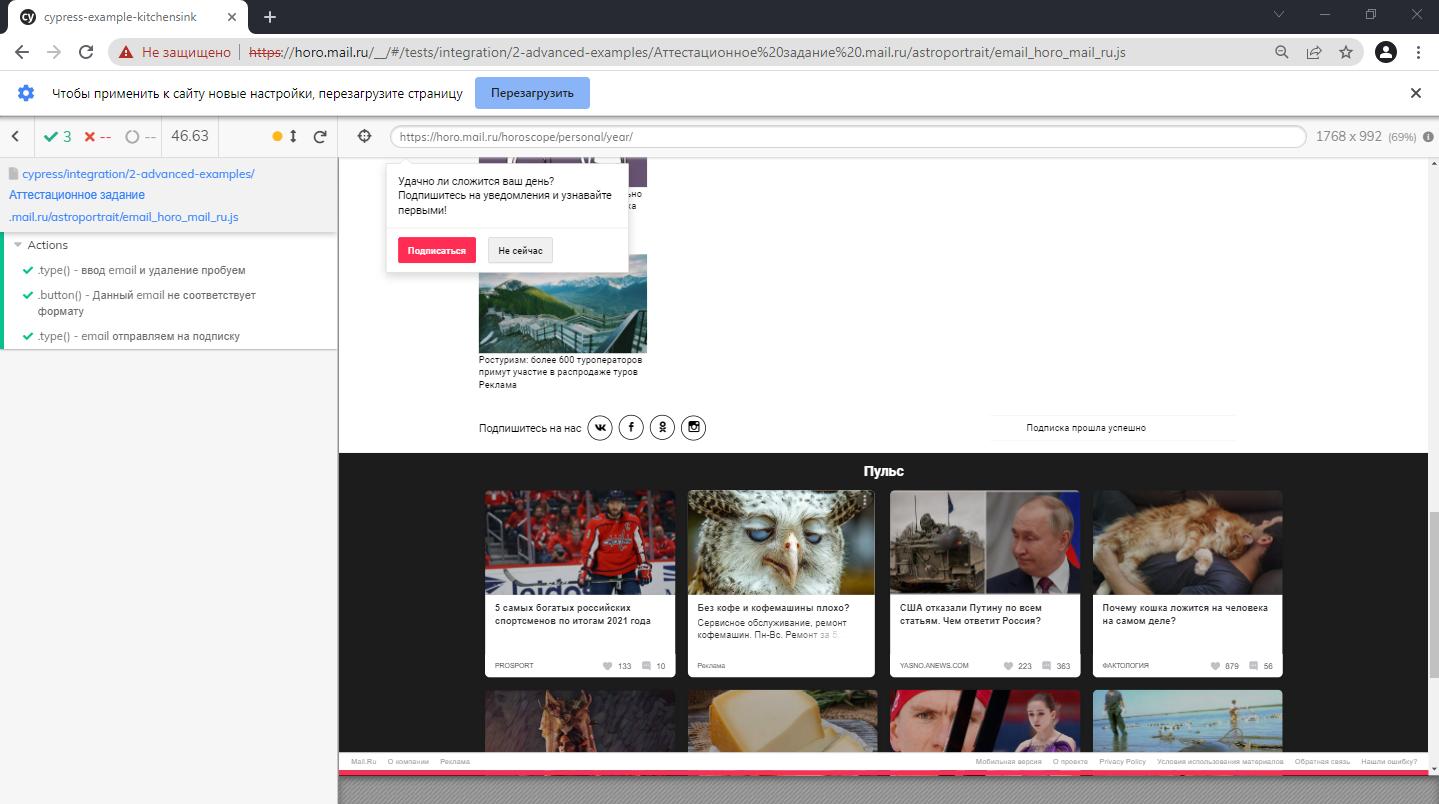 cypress-example-kitchensink
Не защищено https://horo.mail.ru/__/#/tests/integration/2-advanced-examples/Аттестационное%20задание%20.mail.ru/astroportrait/email_horo_mail_ru.js
Чтобы применить к сайту новые настройки, перезагрузите страницу Перезагрузить
3 -- -- 46.63
https://horo.mail.ru/horoscope/personal/year/ 1768 x 992 (69%)
cypress/integration/2-advanced-examples/
Аттестационное задание
.mail.ru/astroportrait/email_horo_mail_ru.js
Actions
.type() - ввод email и удаление пробуем
.button() - Данный email не соответствует
формату
.type() - email отправляем на подписку
Удачно ли сложится ваш день?
Подпишитесь на уведомления и узнавайте
первыми!
Подписаться Не сейчас
Ростуризм: более 600 туроператоров
примут участие в распродаже туров
Реклама
Подпишитесь на нас
Подписка прошла успешно
Пульс
5 самых богатых российских
спортсменов по итогам 2021 года
PROSPORT 133 10
Без кофе и кофемашины плохо?
Сервисное обслуживание, ремонт
кофемашин. Пн-Вс. Ремонт за 5,
Реклама
США отказали Путину по всем
статьям. Чем ответит Россия?
YASNO.ANEWS.COM 223 363
Почему кошка ложится на человека
на самом деле?
ФАКТОЛОГИЯ 879 56
Mail.Ru О компании Реклама Мобильная версия О проекте Privacy Policy Условия использования материалов Обратная связь Нашли ошибку?